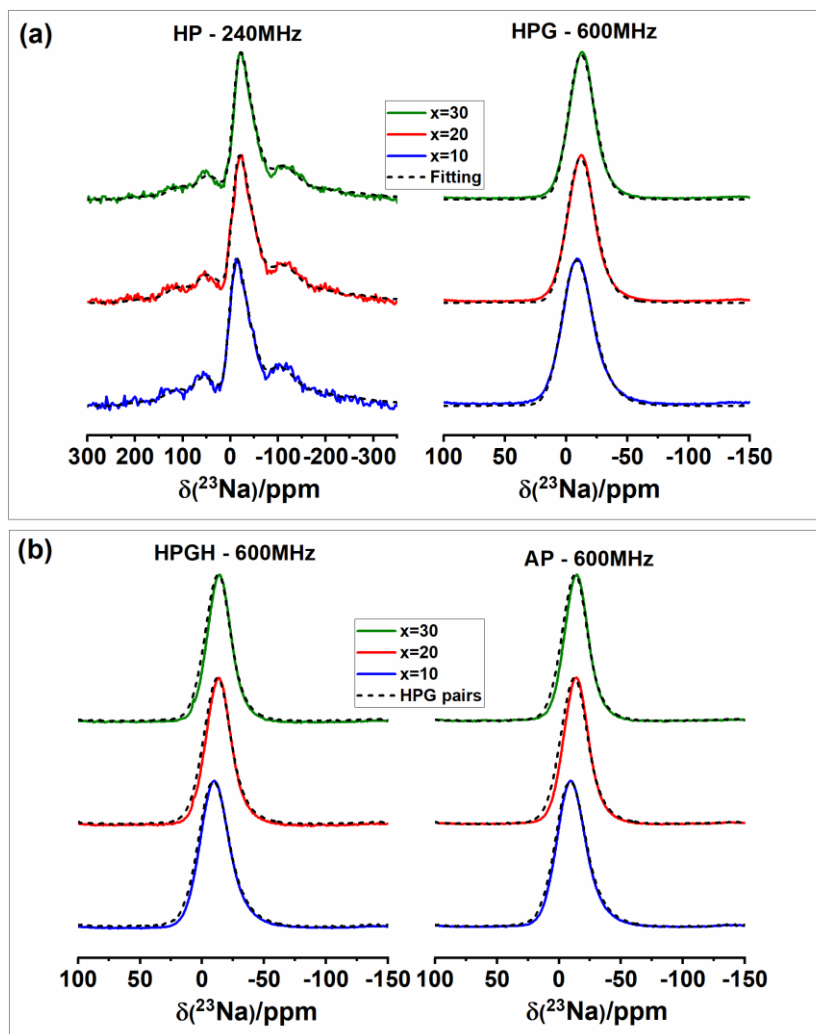 (a)
HP - 240MHz
HPG - 600MHz
x=30
x=20
x=10
Fitting
300 200 100 0 -100 -200 -300
100 50 0 -50 -100 -150
δ(²³Na)/ppm
δ(²³Na)/ppm
(b)
HPGH - 600MHz
AP - 600MHz
x=30
x=20
x=10
HPG pairs
100 50 0 -50 -100 -150
100 50 0 -50 -100 -150
δ(²³Na)/ppm
δ(²³Na)/ppm